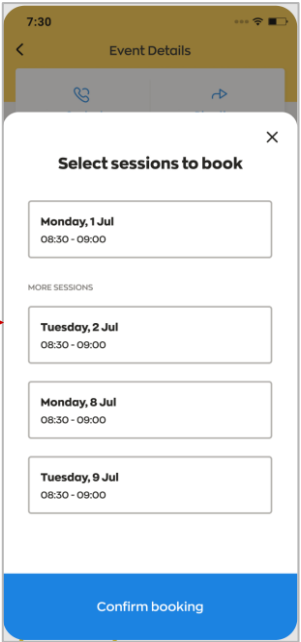 7:30
Event Details
Select sessions to book
Monday, 1 Jul
08:30 - 09:00
MORE SESSIONS
Tuesday, 2 Jul
08:30 - 09:00
Monday, 8 Jul
08:30 - 09:00
Tuesday, 9 Jul
08:30 - 09:00
Confirm booking